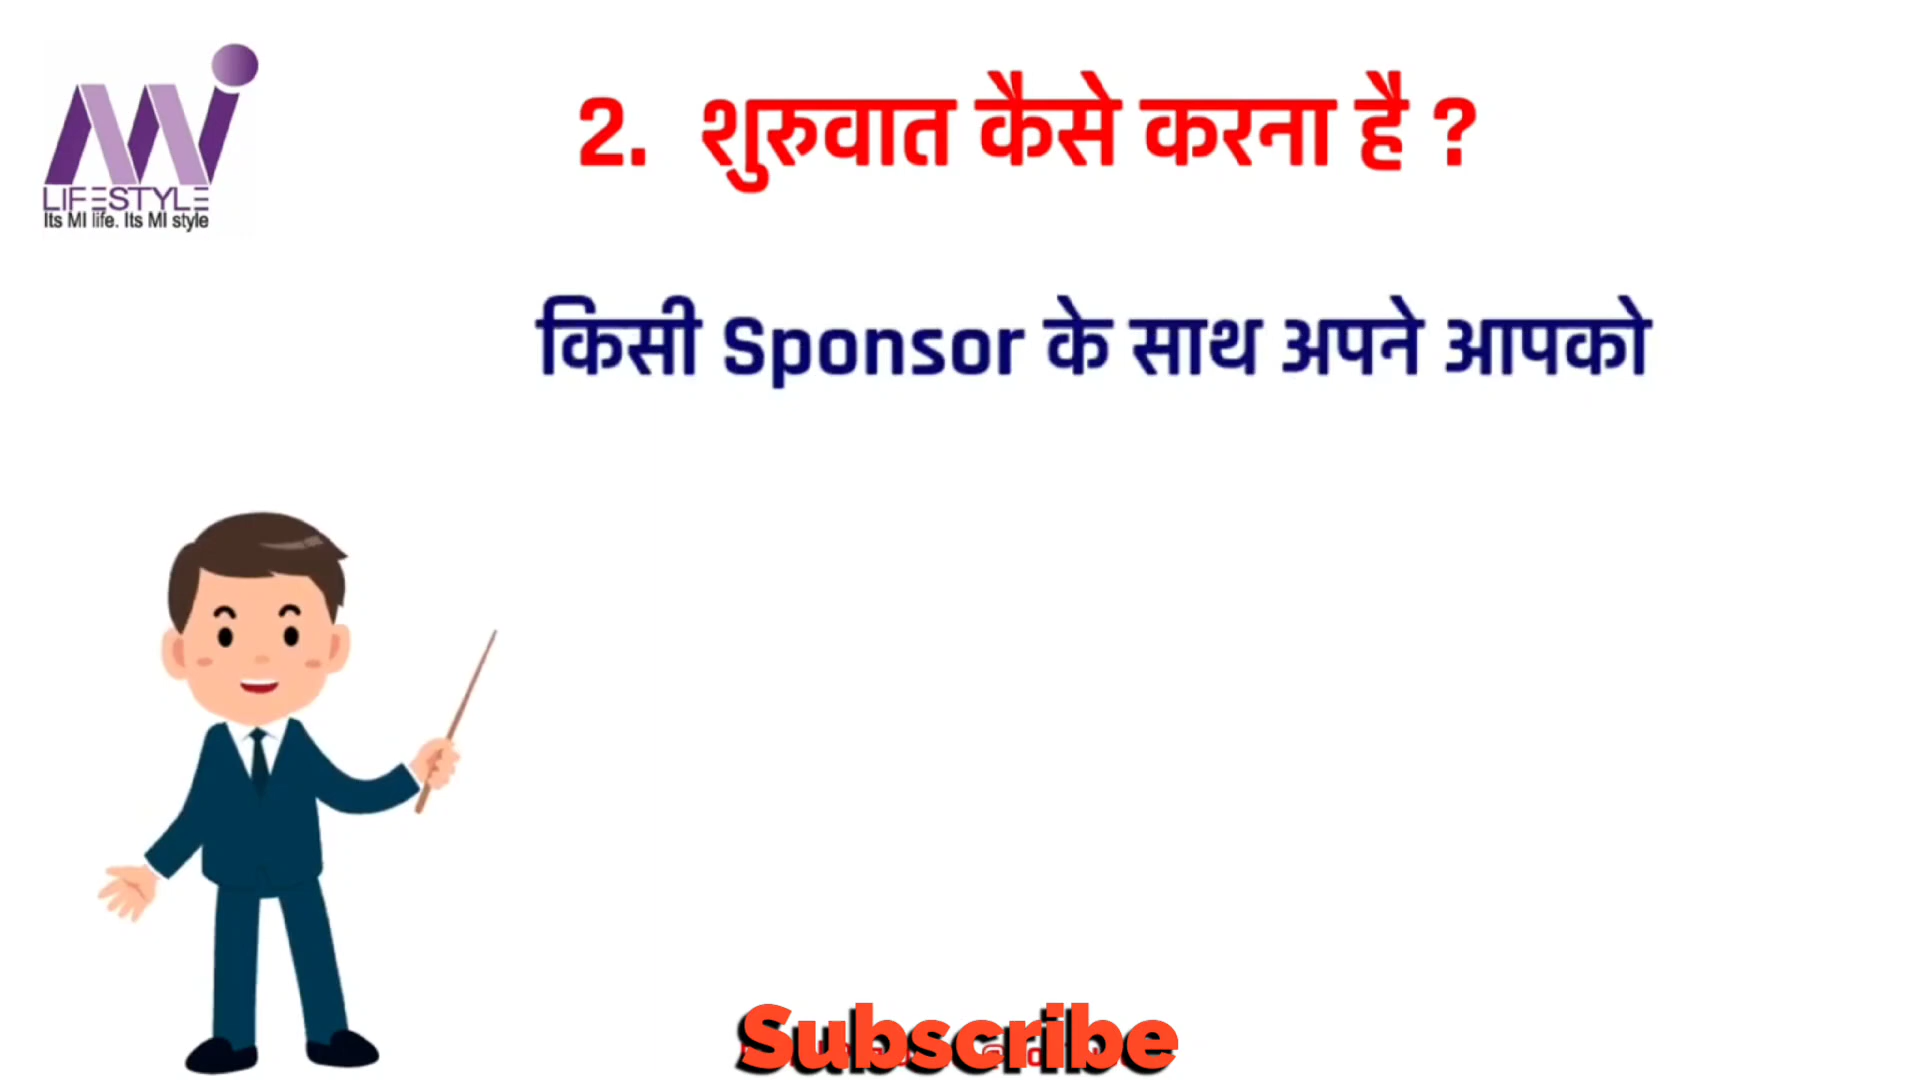 LIFESTYLE
Its MI life. Its MI style
2. शुरुवात कैसे करना है ?
किसी Sponsor के साथ अपने आपको
Subscribe